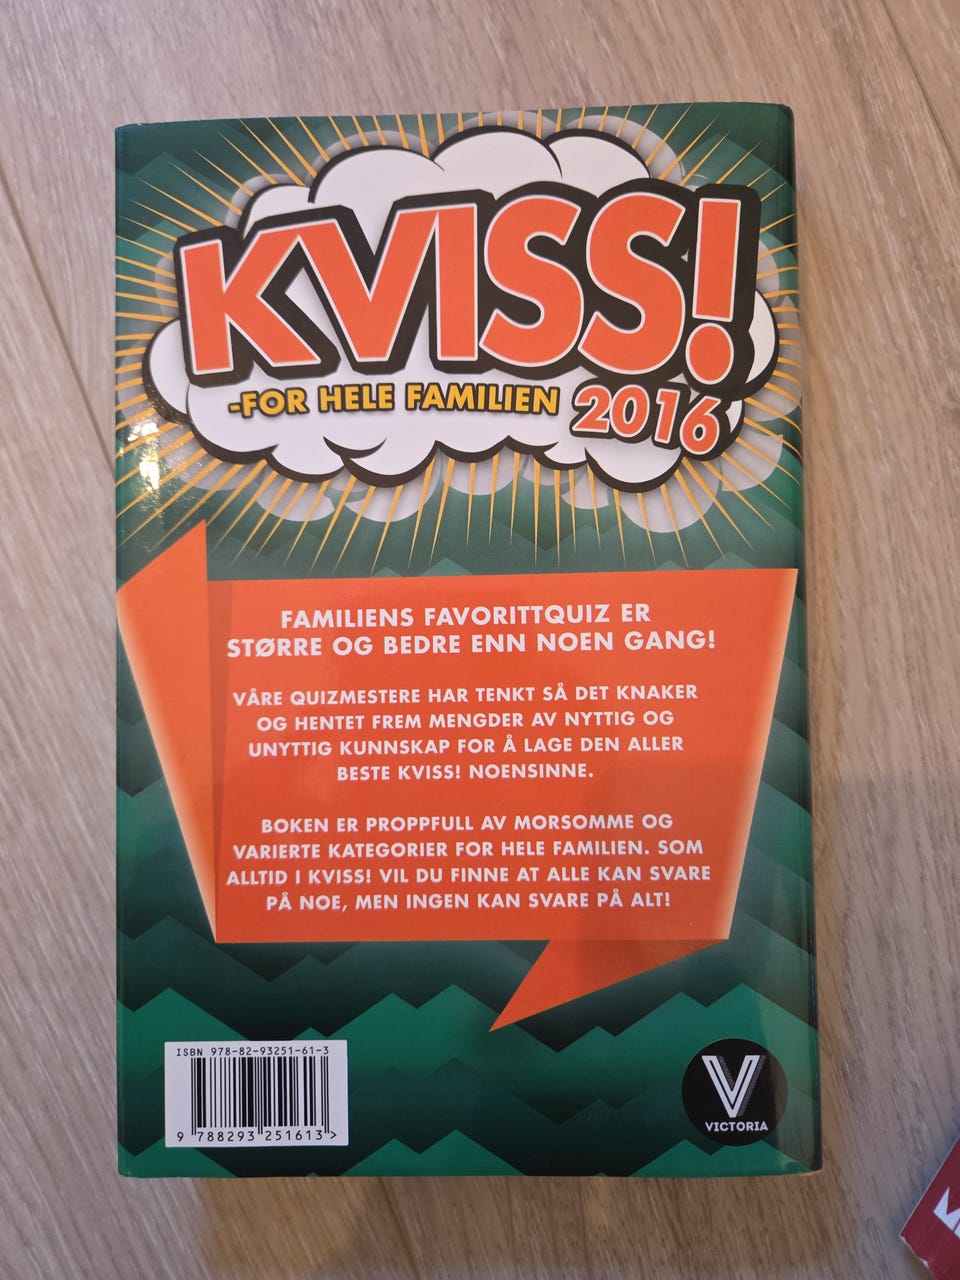 KVISS!
-FOR HELE FAMILIEN 2016
FAMILIENS FAVORITTQUIZ ER
STØRRE OG BEDRE ENN NOEN GANG!
VÅRE QUIZMESTERE HAR TENKT SÅ DET KNAKER
OG HENTET FREM MENGDER AV NYTTIG OG
UNYTTIG KUNNSKAP FOR Å LAGE DEN ALLER
BESTE KVISS! NOENSINNE.
BOKEN ER PROPPFULL AV MORSOMME OG
VARIERTE KATEGORIER FOR HELE FAMILIEN. SOM
ALLTID I KVISS! VIL DU FINNE AT ALLE KAN SVARE
PÅ NOE, MEN INGEN KAN SVARE PÅ ALT!
ISBN 978-82-93251-61-3
9 788293 251613 >
V
VICTORIA